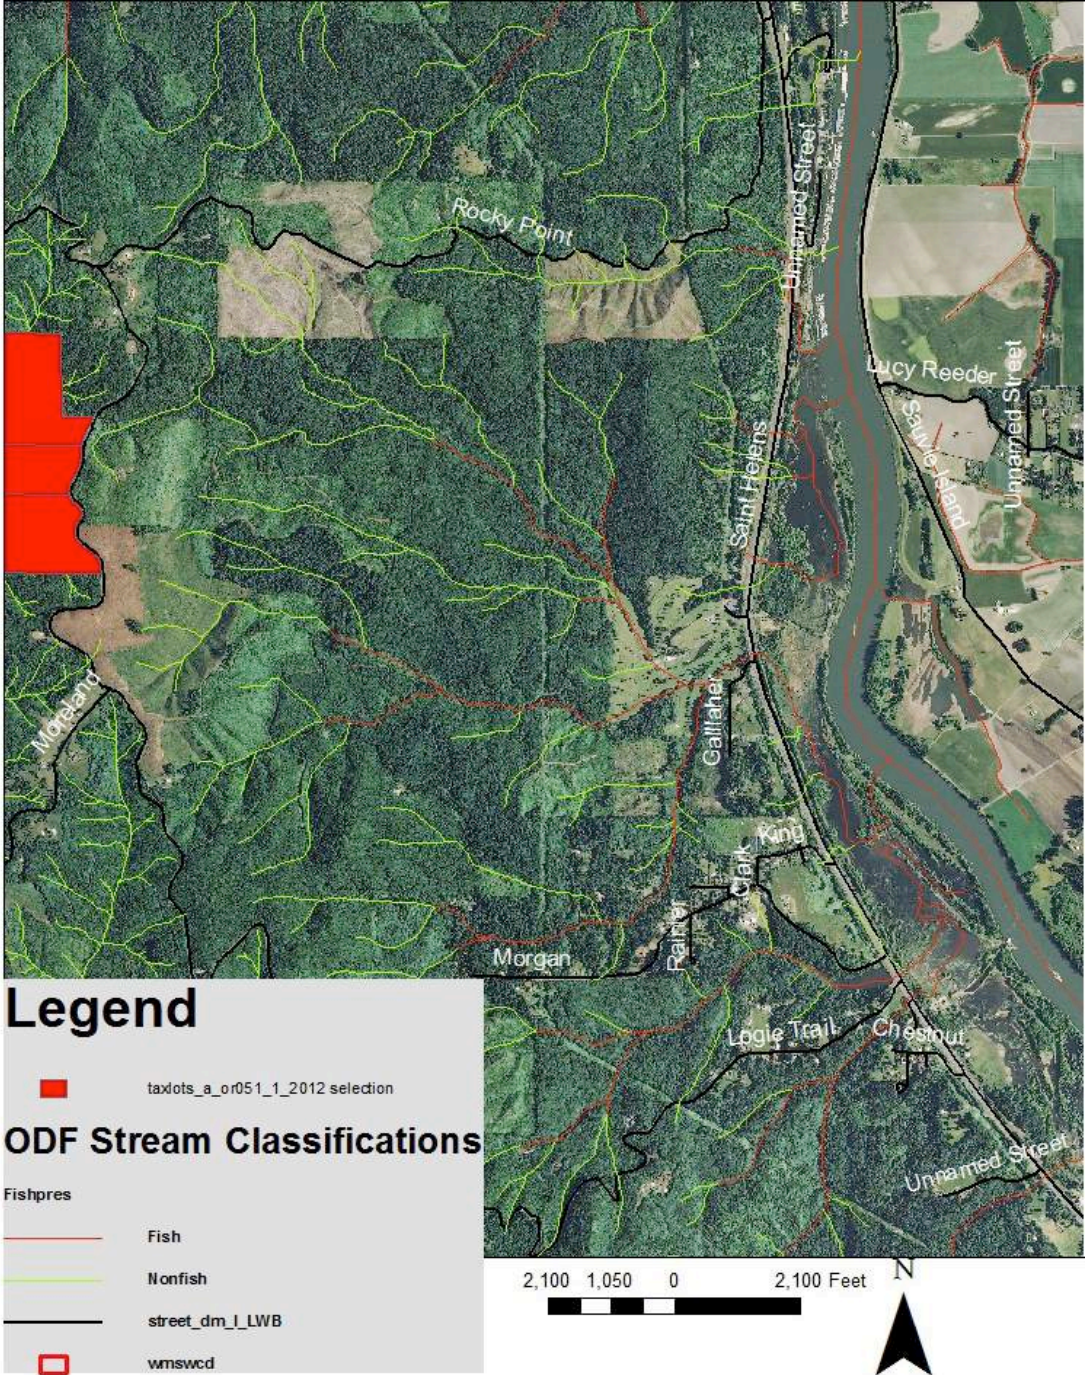 Unnamed Street
Rocky Point
Lucy Reeder
Unnamed Street
Sauvie Island
Saint Helens
Moreland
Gallaher
King
Clark
Rainier
Morgan
Logie Trail
Chestnut
Unnamed Street
Legend
taxlots_a_or051_1_2012 selection
ODF Stream Classifications
Fishpres
Fish
Nonfish
street_dm_l_LWB
wmswcd
2,100 1,050 0 2,100 Feet
N